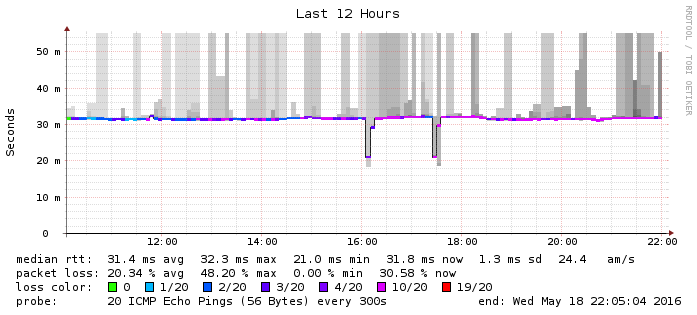 Last 12 Hours
RRDTOOL / TOBI OETIKER
Seconds
50 m
40 m
30 m
20 m
10 m
0
12:00 14:00 16:00 18:00 20:00 22:00
median rtt: 31.4 ms avg 32.3 ms max 21.0 ms min 31.8 ms now 1.3 ms sd 24.4 am/s
packet loss: 20.34 % avg 48.20 % max 0.00 % min 30.58 % now
loss color: 0 1/20 2/20 3/20 4/20 10/20 19/20
probe: 20 ICMP Echo Pings (56 Bytes) every 300s end: Wed May 18 22:05:04 2016